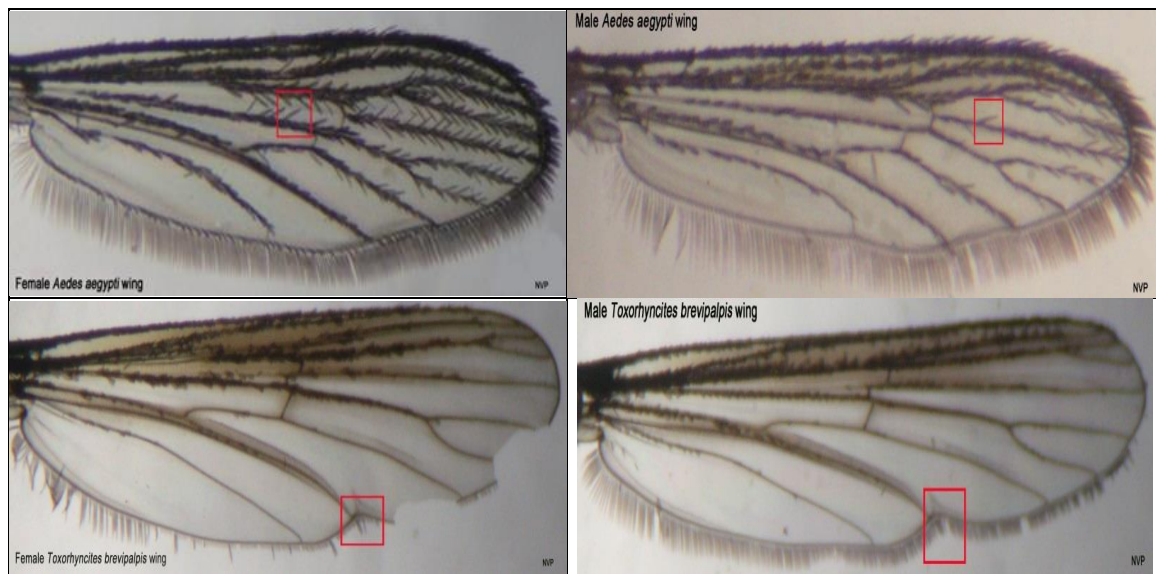 Male Aedes aegypti wing
Female Aedes aegypti wing
NVP
NVP
Male Toxorhyncites brevipalpis wing
Female Toxorhyncites brevipalpis wing
NVP
NVP